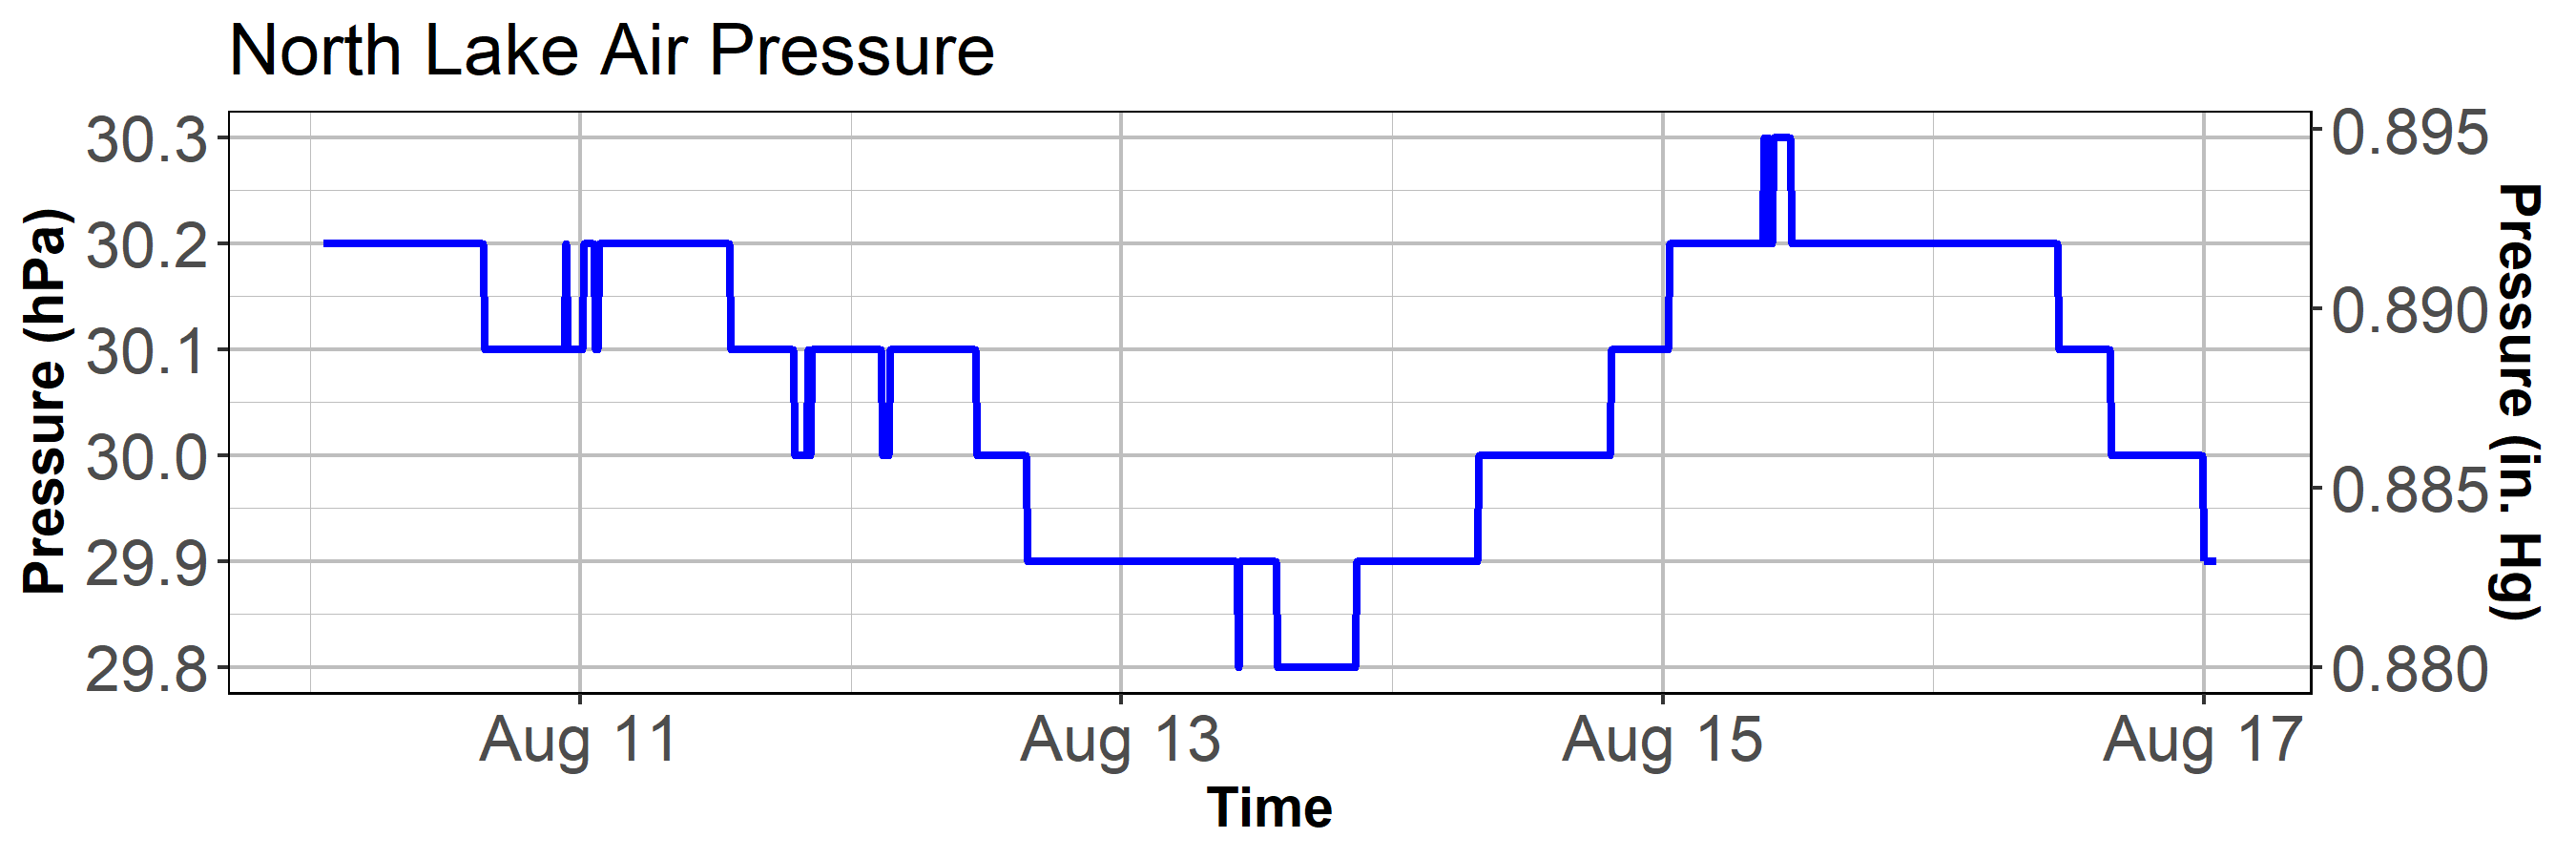 North Lake Air Pressure
Pressure (hPa)
30.3
30.2
30.1
30.0
29.9
29.8
0.895
0.890
0.885
0.880
Pressure (in. Hg)
Aug 11
Aug 13
Aug 15
Aug 17
Time